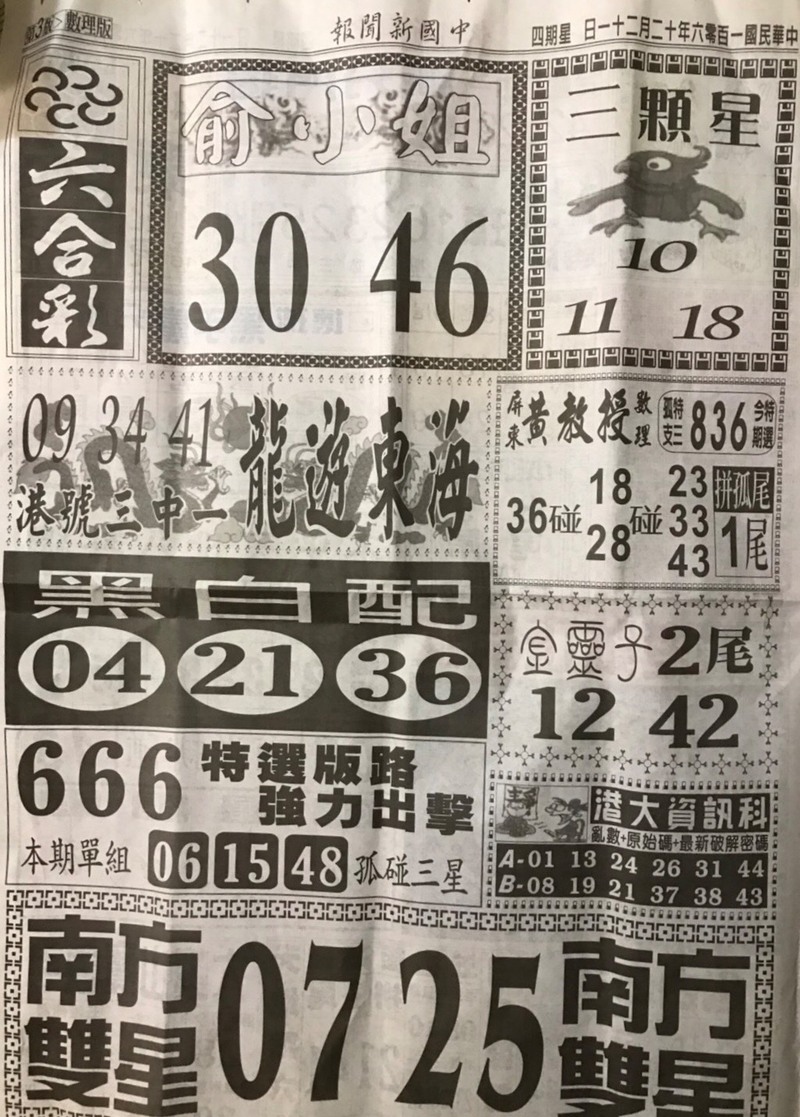 中華民國一百零六年十二月二十一日 星期四
中國新聞報
第3版 數理版
六合彩
俞小姐
30 46
三顆星
10
11 18
09 34 41
港號三中一
龍遊東海
屏東 黃教授 數理
孤支特三 836 今期特選
36碰 18 28 碰 23 33 43
拼孤尾
1尾
黑白配
04 21 36
金靈子 2尾
12 42
666 特選版路
強力出擊
本期單組 06 15 48 孤碰三星
港大資訊科
亂數+原始碼+最新破解密碼
A-01 13 24 26 31 44
B-08 19 21 37 38 43
南方雙星
07 25
南方雙星